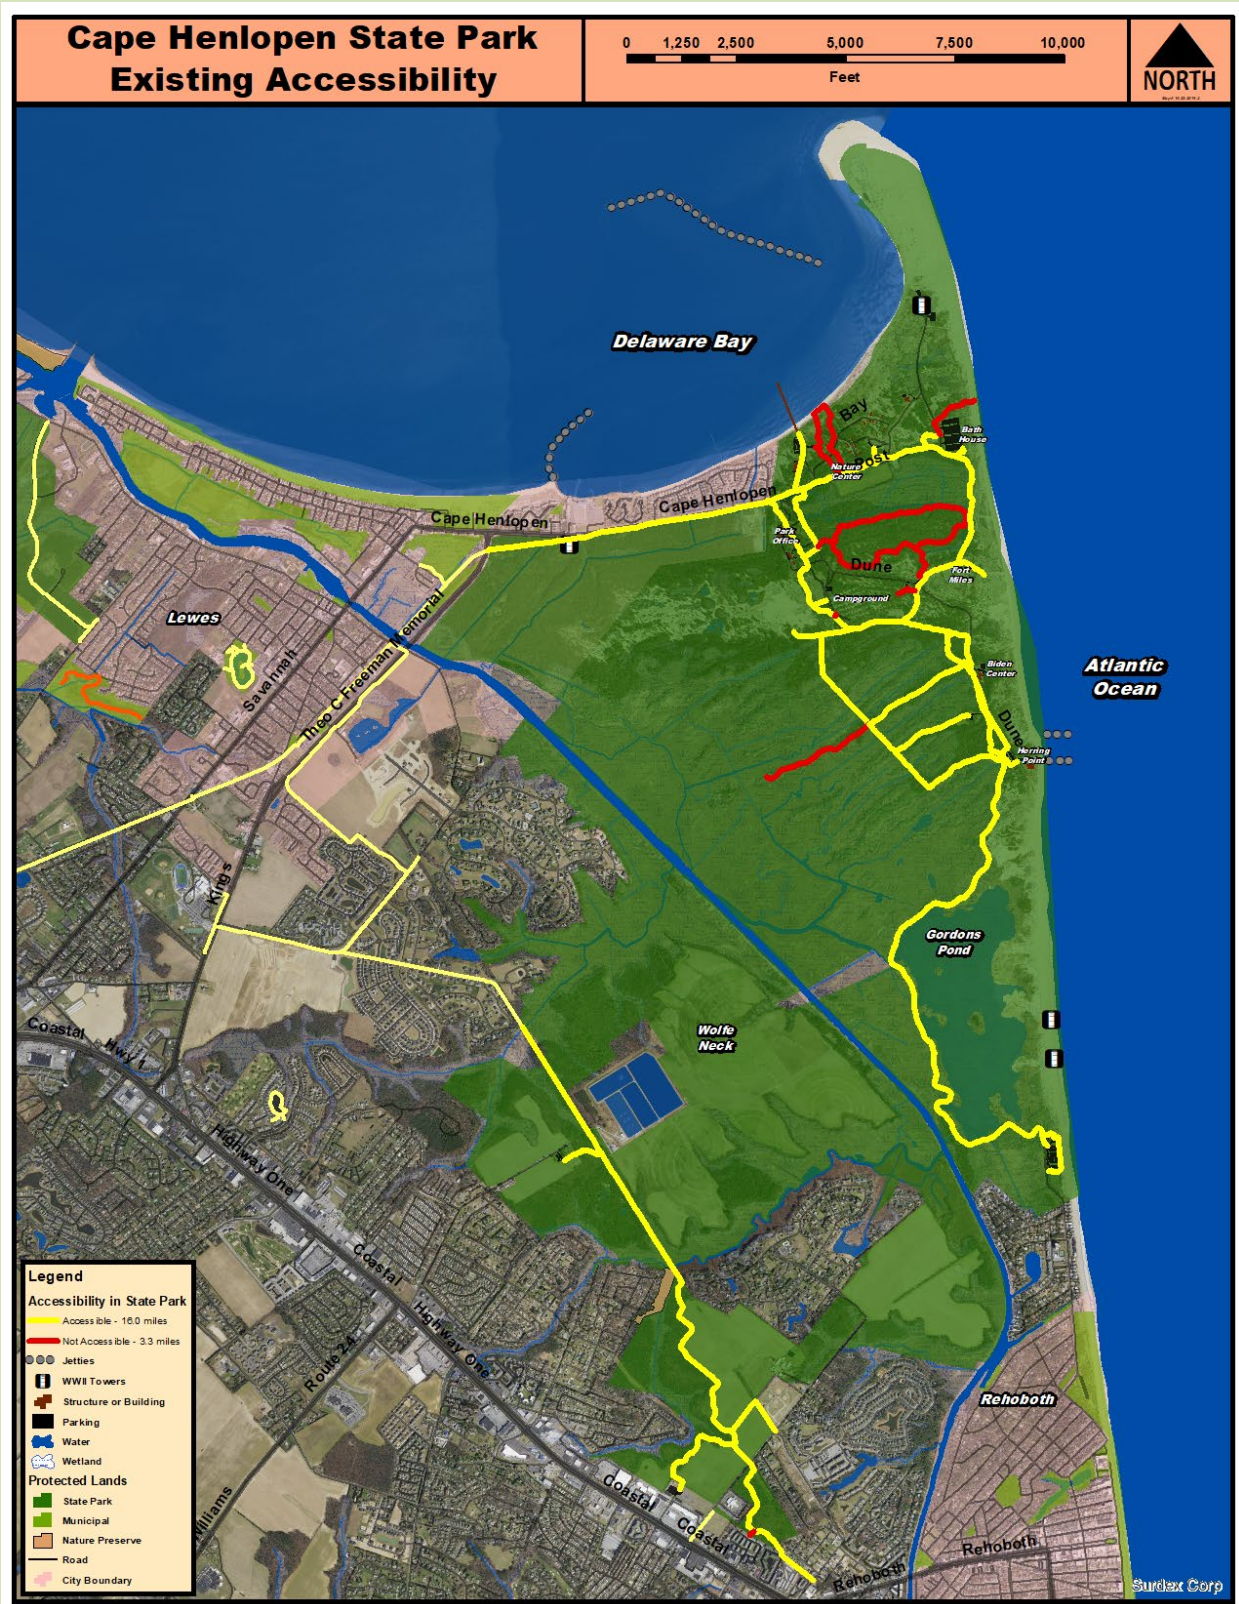 Cape Henlopen State Park
Existing Accessibility
0 1,250 2,500 5,000 7,500 10,000
Feet
NORTH
Delaware Bay
Bay
Bath
House
Post
Nature
Center
Cape Henlopen
Cape Henlopen
Park
Office
Dune
Fort
Miles
Campground
Lewes
Savannah
Theo C Freeman Memorial
Biden
Center
Atlantic
Ocean
Dune
Herring
Point
Kings
Gordons
Pond
Wolfe
Neck
Coastal
Hwy 1
Highway One
Coastal
Highway One
Route 24
Rehoboth
Williams
Coastal
Coastal
Rehoboth
Rehoboth
Legend
Accessibility in State Park
Accessible - 16.0 miles
Not Accessible - 3.3 miles
Jetties
WWII Towers
Structure or Building
Parking
Water
Wetland
Protected Lands
State Park
Municipal
Nature Preserve
Road
City Boundary
Surdex Corp